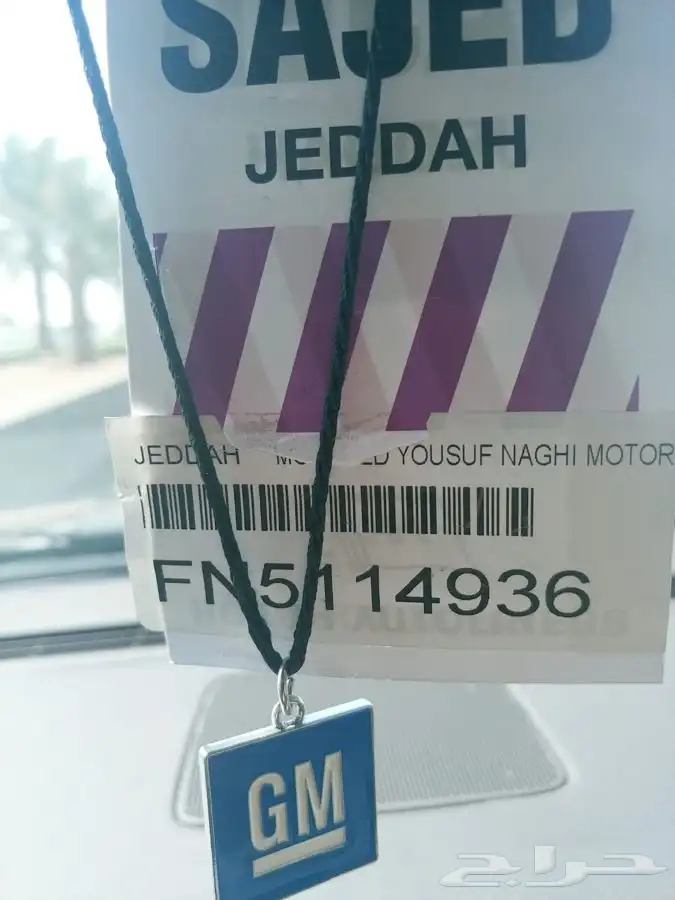 SAJED
JEDDAH
JEDDAH YOUSUF NAGHI MOTOR
FN5114936
GM
حراج